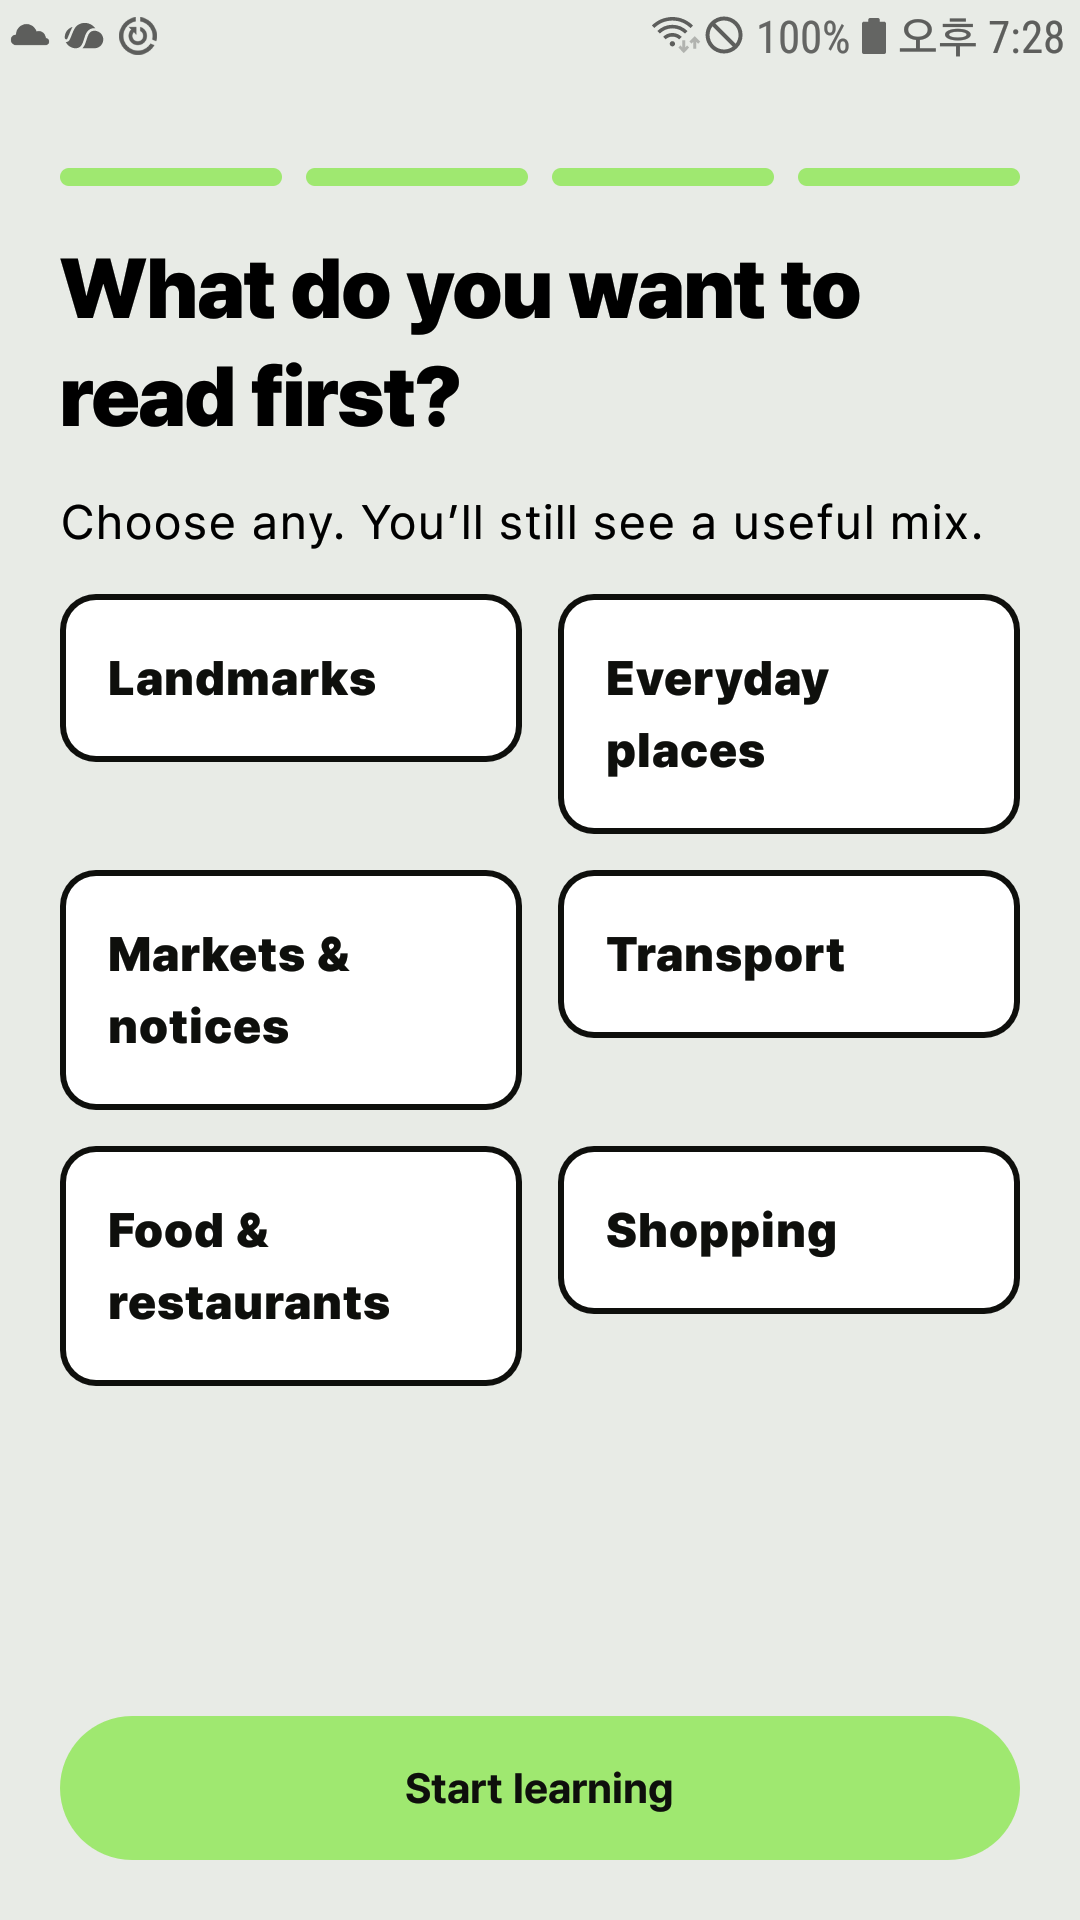 100% 오후 7:28
What do you want to
read first?
Choose any. You’ll still see a useful mix.
Landmarks
Everyday
places
Markets &
notices
Transport
Food &
restaurants
Shopping
Start learning